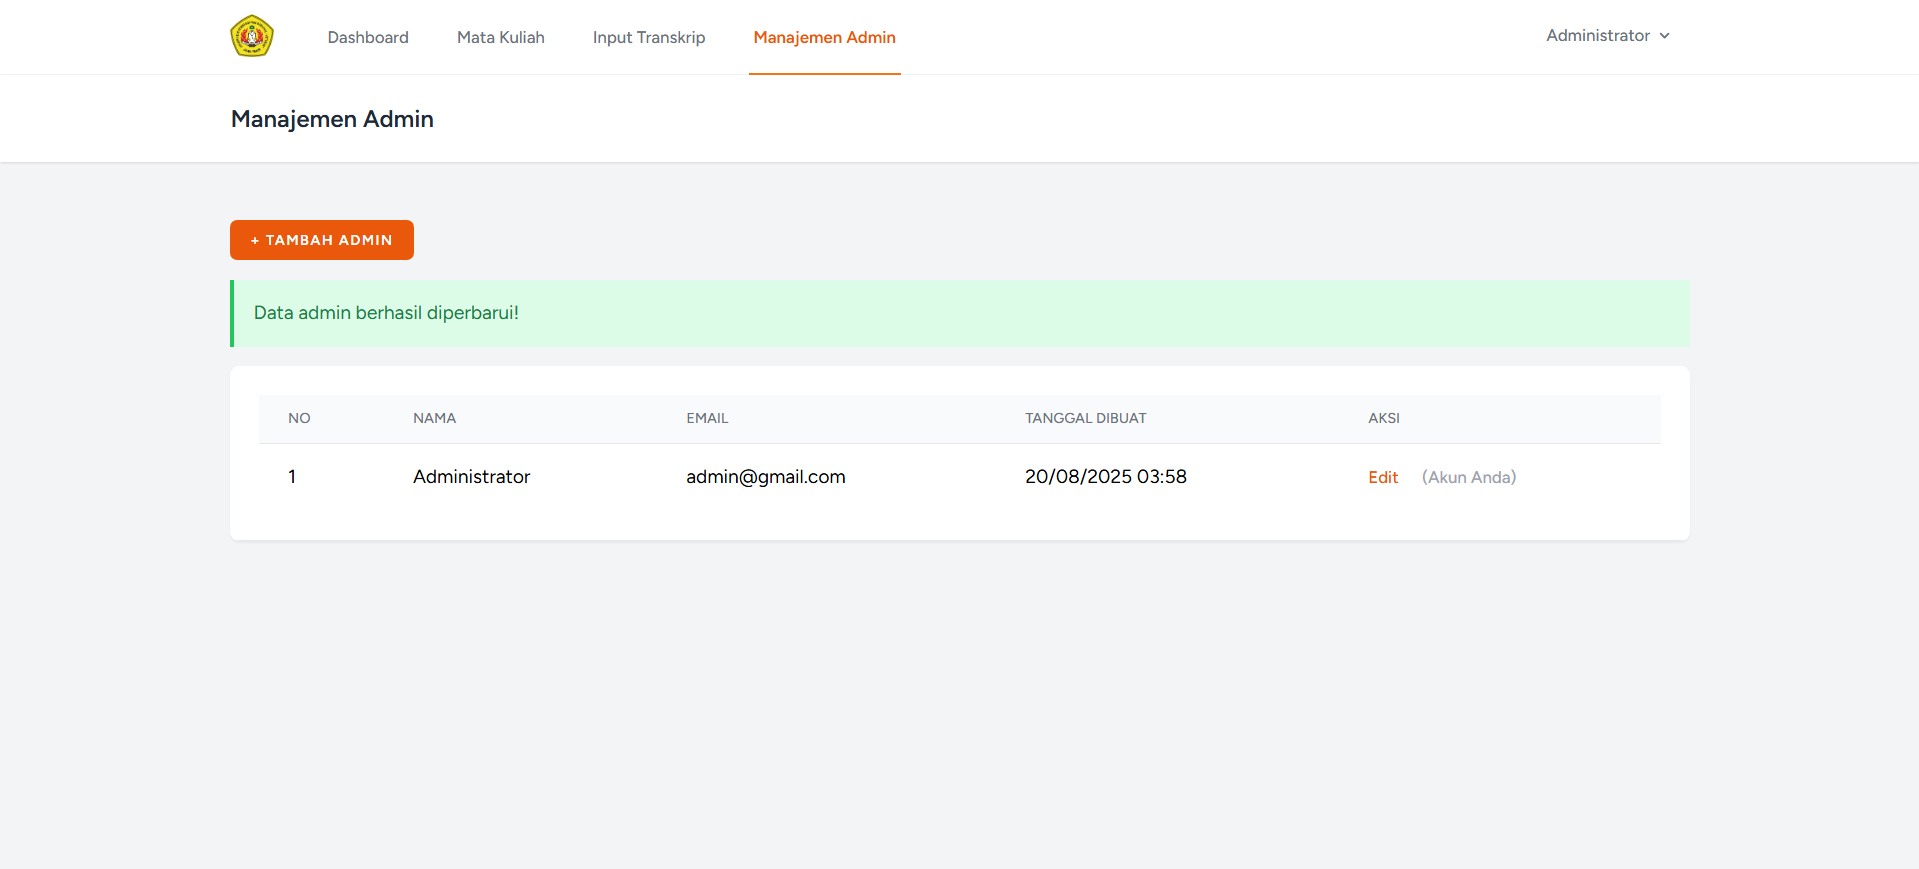 Dashboard Mata Kuliah Input Transkrip Manajemen Admin Administrator
Manajemen Admin
+ TAMBAH ADMIN
Data admin berhasil diperbarui!
NO NAMA EMAIL TANGGAL DIBUAT AKSI
1 Administrator admin@gmail.com 20/08/2025 03:58 Edit (Akun Anda)